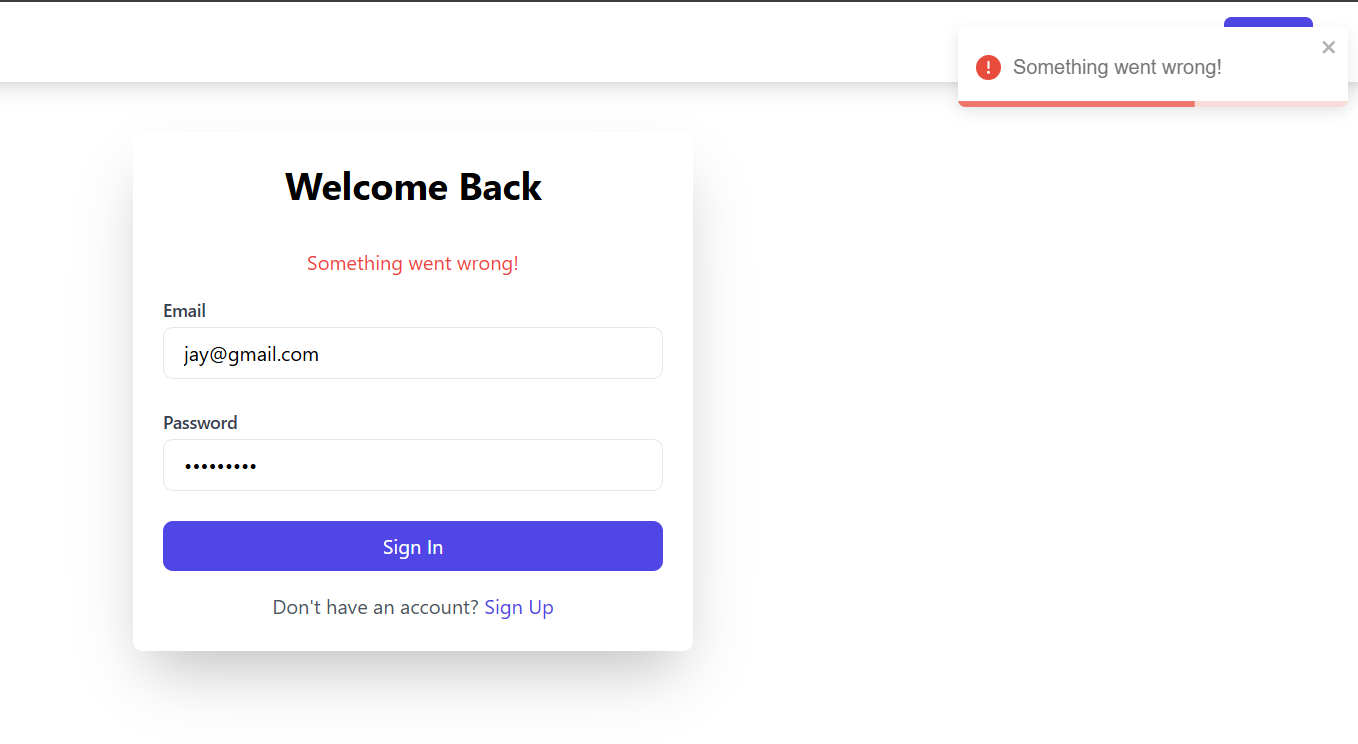 Something went wrong!
Welcome Back
Something went wrong!
Email
jay@gmail.com
Password
•••••••••
Sign In
Don't have an account? Sign Up